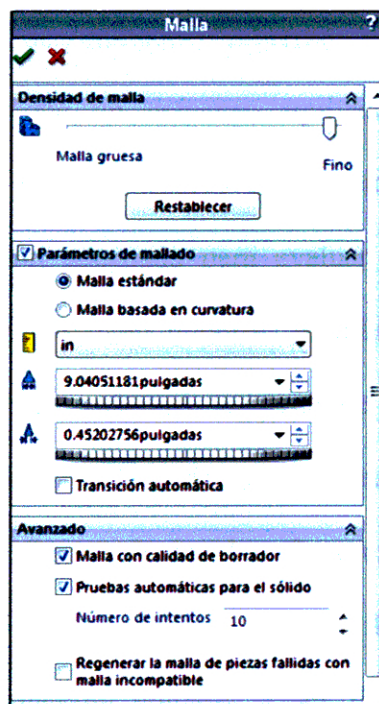 Malla ?
Densidad de malla
Malla gruesa
Fino
Restablecer
Parámetros de mallado
Malla estándar
Malla basada en curvatura
in
9.04051181pulgadas
0.45202756pulgadas
Transición automática
Avanzado
Malla con calidad de borrador
Pruebas automáticas para el sólido
Número de intentos 10
Regenerar la malla de piezas fallidas con
malla incompatible